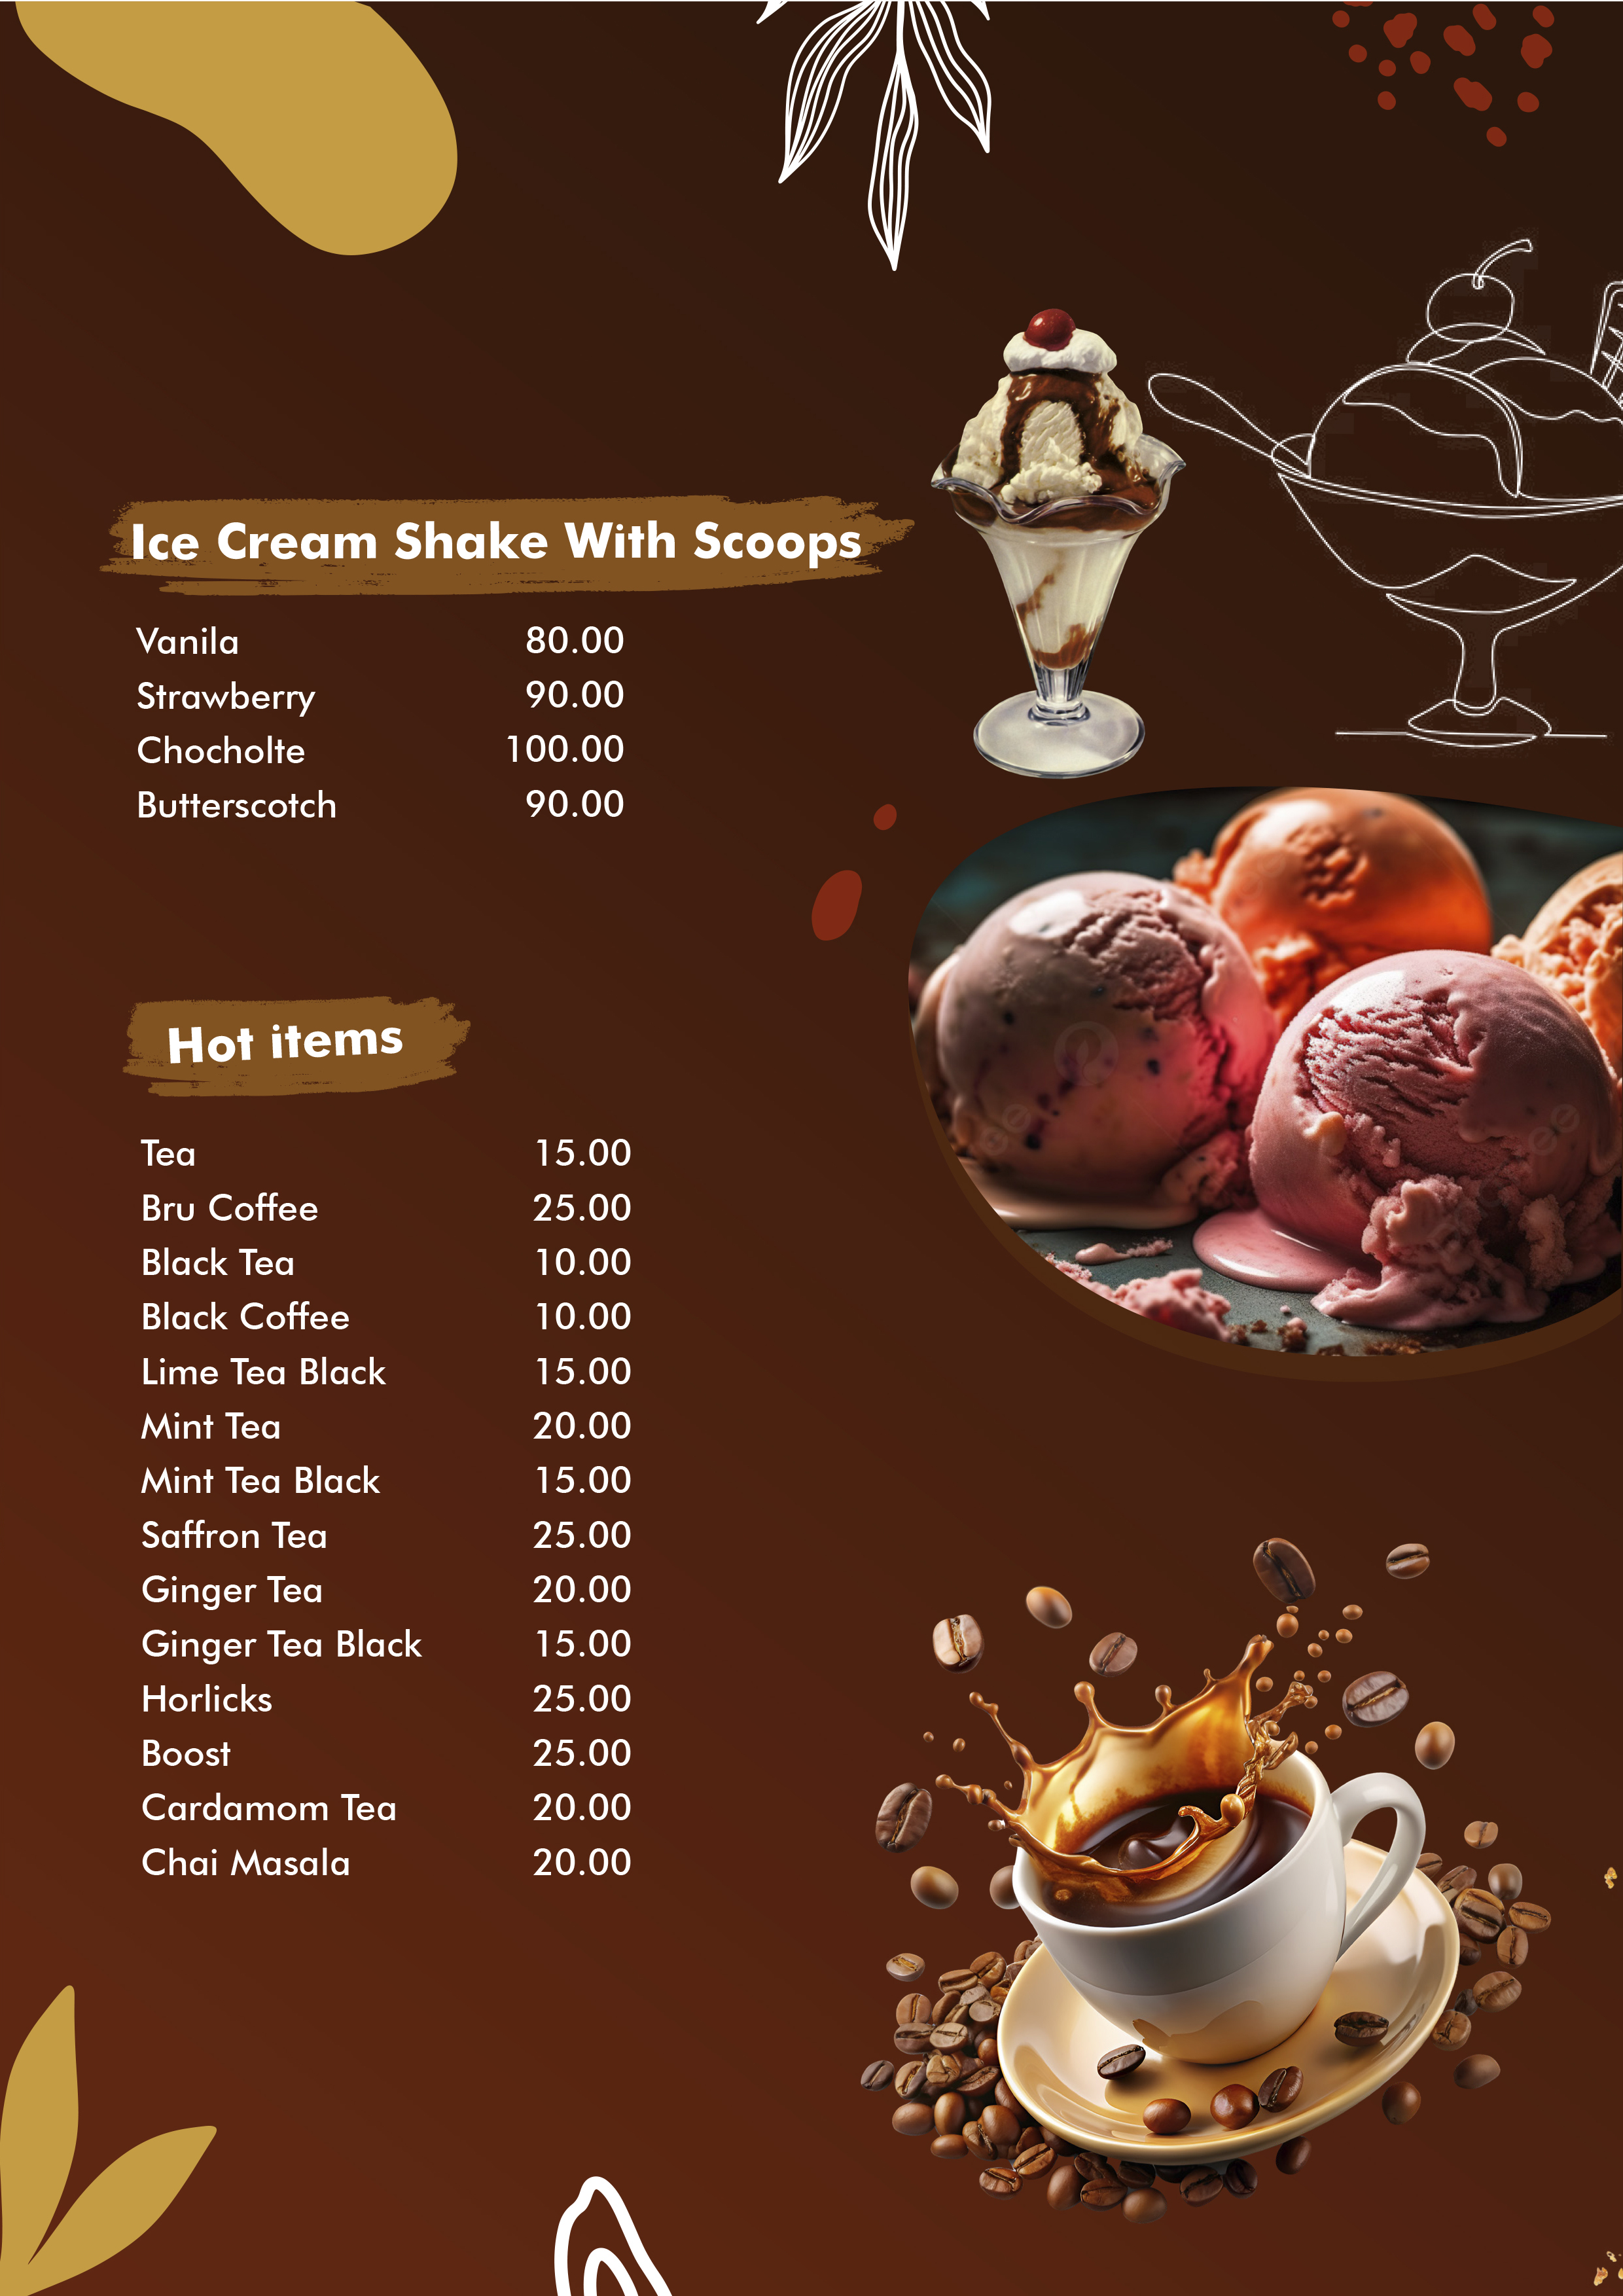 Ice Cream Shake With Scoops
Vanila 80.00
Strawberry 90.00
Chocholte 100.00
Butterscotch 90.00
Hot items
Tea 15.00
Bru Coffee 25.00
Black Tea 10.00
Black Coffee 10.00
Lime Tea Black 15.00
Mint Tea 20.00
Mint Tea Black 15.00
Saffron Tea 25.00
Ginger Tea 20.00
Ginger Tea Black 15.00
Horlicks 25.00
Boost 25.00
Cardamom Tea 20.00
Chai Masala 20.00